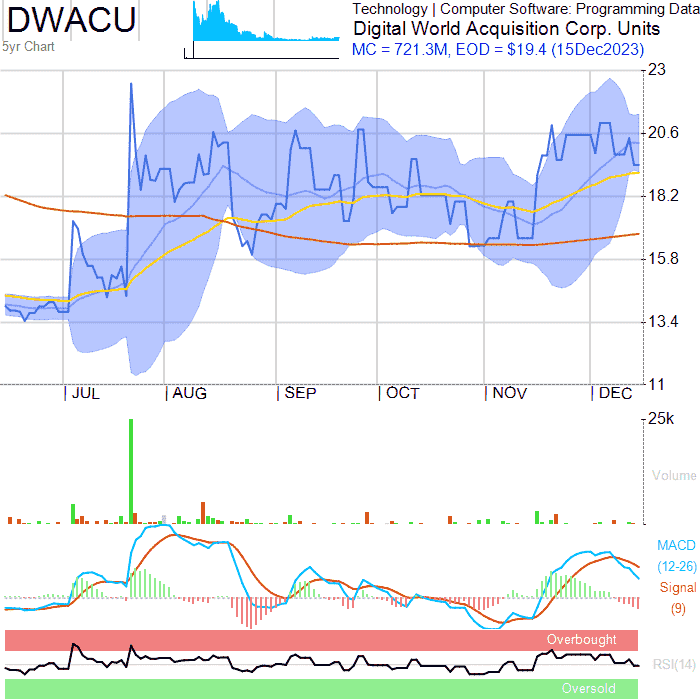 DWACU
5yr Chart
Technology | Computer Software: Programming Data
Digital World Acquisition Corp. Units
MC = 721.3M, EOD = $19.4 (15Dec2023)
23
20.6
18.2
15.8
13.4
11
JUL
AUG
SEP
OCT
NOV
DEC
25k
Volume
MACD
(12-26)
Signal
(9)
Overbought
RSI(14)
Oversold